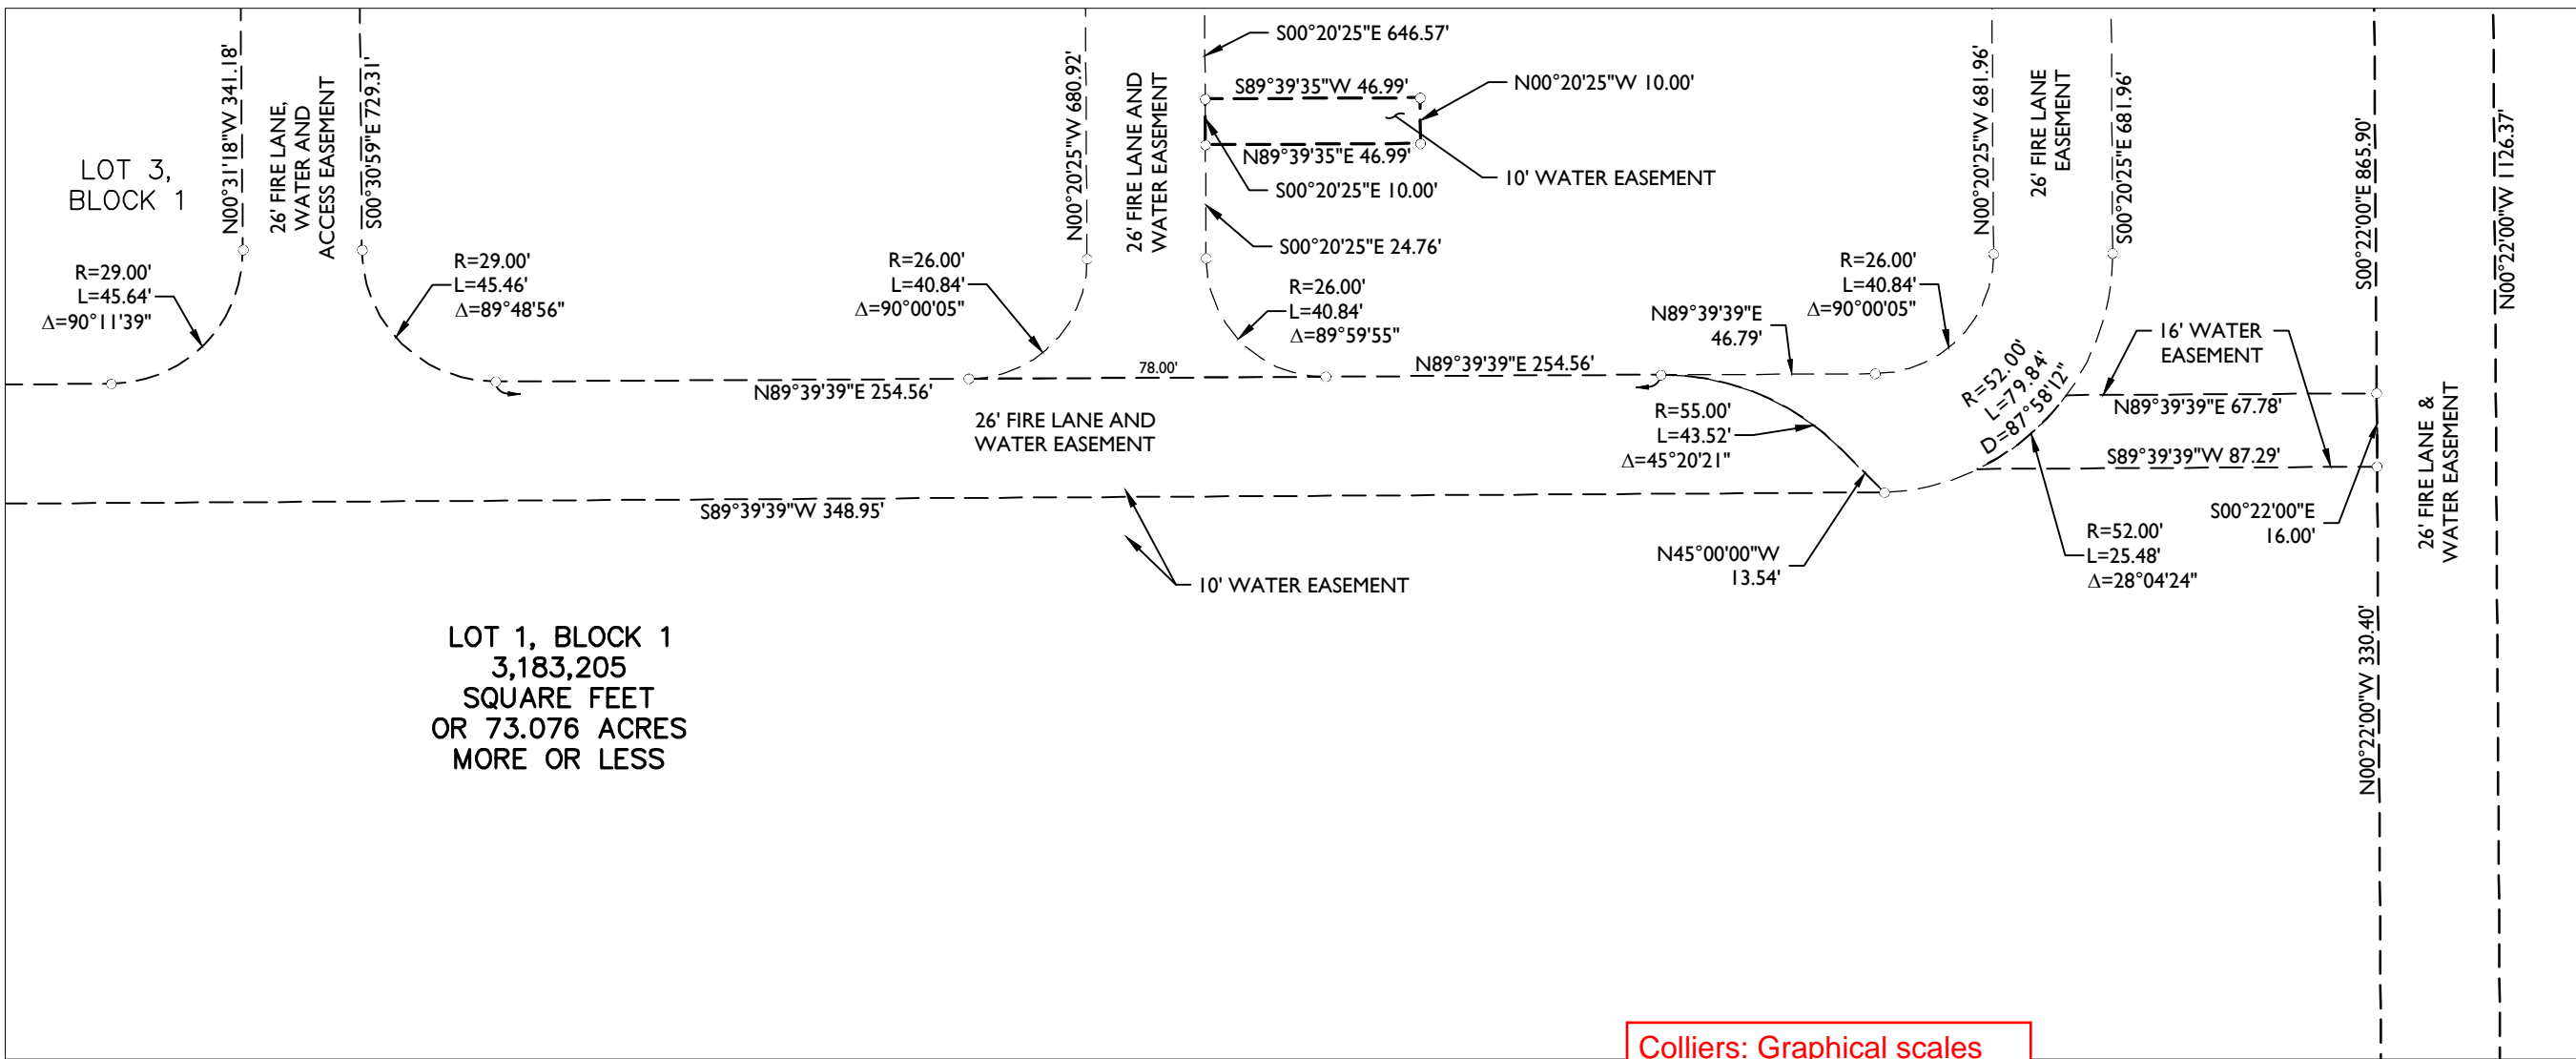 N00°31'18"W 341.18'
26' FIRE LANE,
WATER AND
ACCESS EASEMENT
S00°30'59"E 729.31'
LOT 3,
BLOCK 1
R=29.00'
L=45.64'
Δ=90°11'39"
R=29.00'
L=45.46'
Δ=89°48'56"
N00°20'25"W 680.92'
26' FIRE LANE AND
WATER EASEMENT
S00°20'25"E 646.57'
S89°39'35"W 46.99'
N00°20'25"W 10.00'
N89°39'35"E 46.99'
S00°20'25"E 10.00'
10' WATER EASEMENT
S00°20'25"E 24.76'
R=26.00'
L=40.84'
Δ=90°00'05"
R=26.00'
L=40.84'
Δ=89°59'55"
N00°20'25"W 681.96'
26' FIRE LANE
EASEMENT
S00°20'25"E 681.96'
R=26.00'
L=40.84'
Δ=90°00'05"
N89°39'39"E
46.79'
S00°22'00"E 865.90'
N00°22'00"W 1126.37'
16' WATER
EASEMENT
78.00'
N89°39'39"E 254.56'
N89°39'39"E 254.56'
26' FIRE LANE AND
WATER EASEMENT
R=55.00'
L=43.52'
Δ=45°20'21"
R=52.00'
L=79.84'
D=87°58'12"
N89°39'39"E 67.78'
S89°39'39"W 87.29'
26' FIRE LANE &
WATER EASEMENT
S89°39'39"W 348.95'
S00°22'00"E
16.00'
R=52.00'
L=25.48'
Δ=28°04'24"
N45°00'00"W
13.54'
10' WATER EASEMENT
N00°22'00"W 330.40'
LOT 1, BLOCK 1
3,183,205
SQUARE FEET
OR 73.076 ACRES
MORE OR LESS
Colliers: Graphical scales